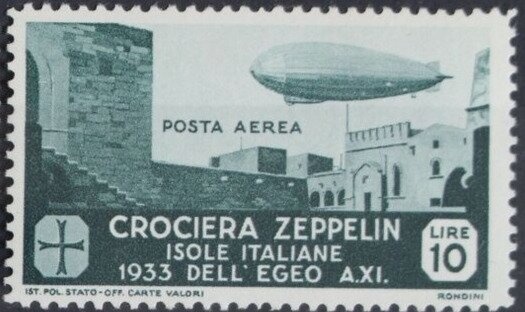 POSTA AEREA
CROCIERA ZEPPELIN
ISOLE ITALIANE
1933 DELL'EGEO A.XI.
LIRE
10
IST. POL. STATO-OFF. CARTE VALORI
RONDINI